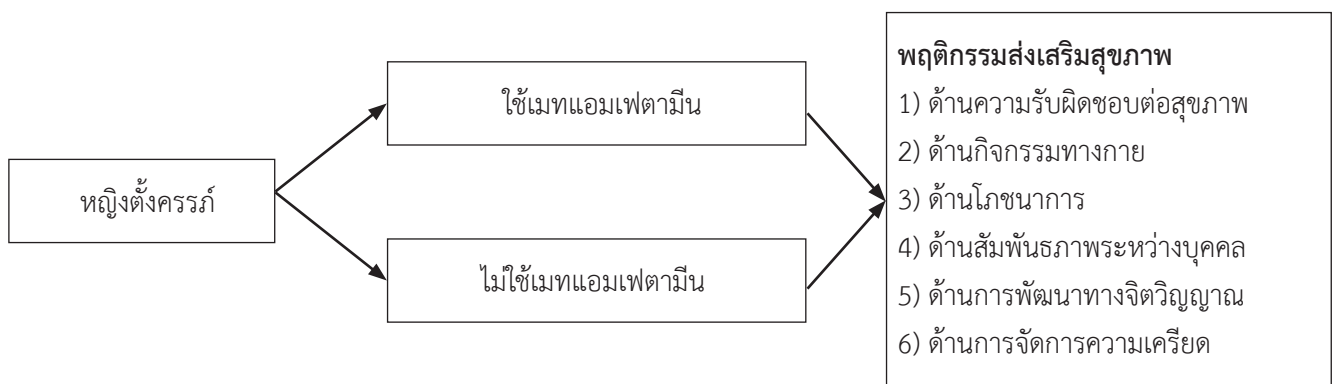 หญิงตั้งครรภ์
ใช้เมทแอมเฟตามีน
ไม่ใช้เมทแอมเฟตามีน
พฤติกรรมส่งเสริมสุขภาพ
1) ด้านความรับผิดชอบต่อสุขภาพ
2) ด้านกิจกรรมทางกาย
3) ด้านโภชนาการ
4) ด้านสัมพันธภาพระหว่างบุคคล
5) ด้านการพัฒนาทางจิตวิญญาณ
6) ด้านการจัดการความเครียด